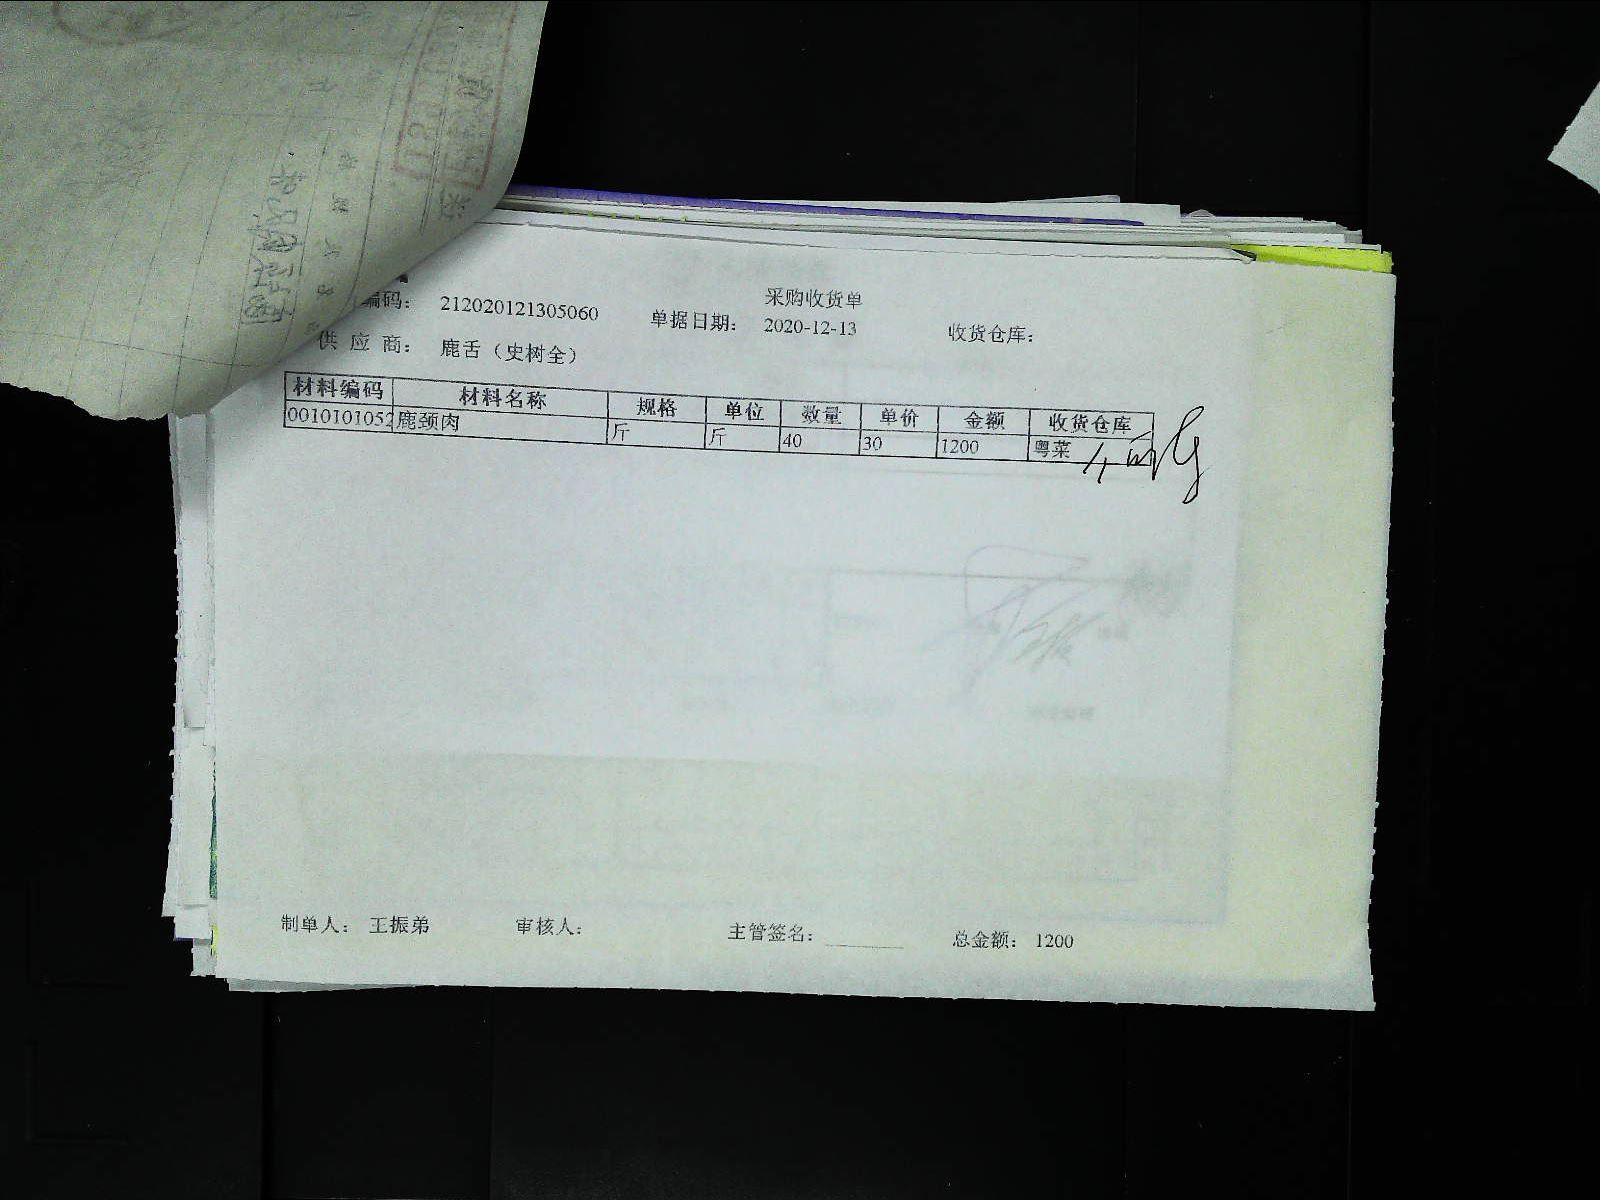 采购收货单
编码： 212020121305060 单据日期： 2020-12-13 收货仓库：
供 应 商： 鹿舌（史树全）
材料编码 材料名称 规格 单位 数量 单价 金额 收货仓库
0010101052 鹿颈肉 斤 斤 40 30 1200 粤菜
制单人： 王振弟 审核人： 主管签名： 总金额： 1200